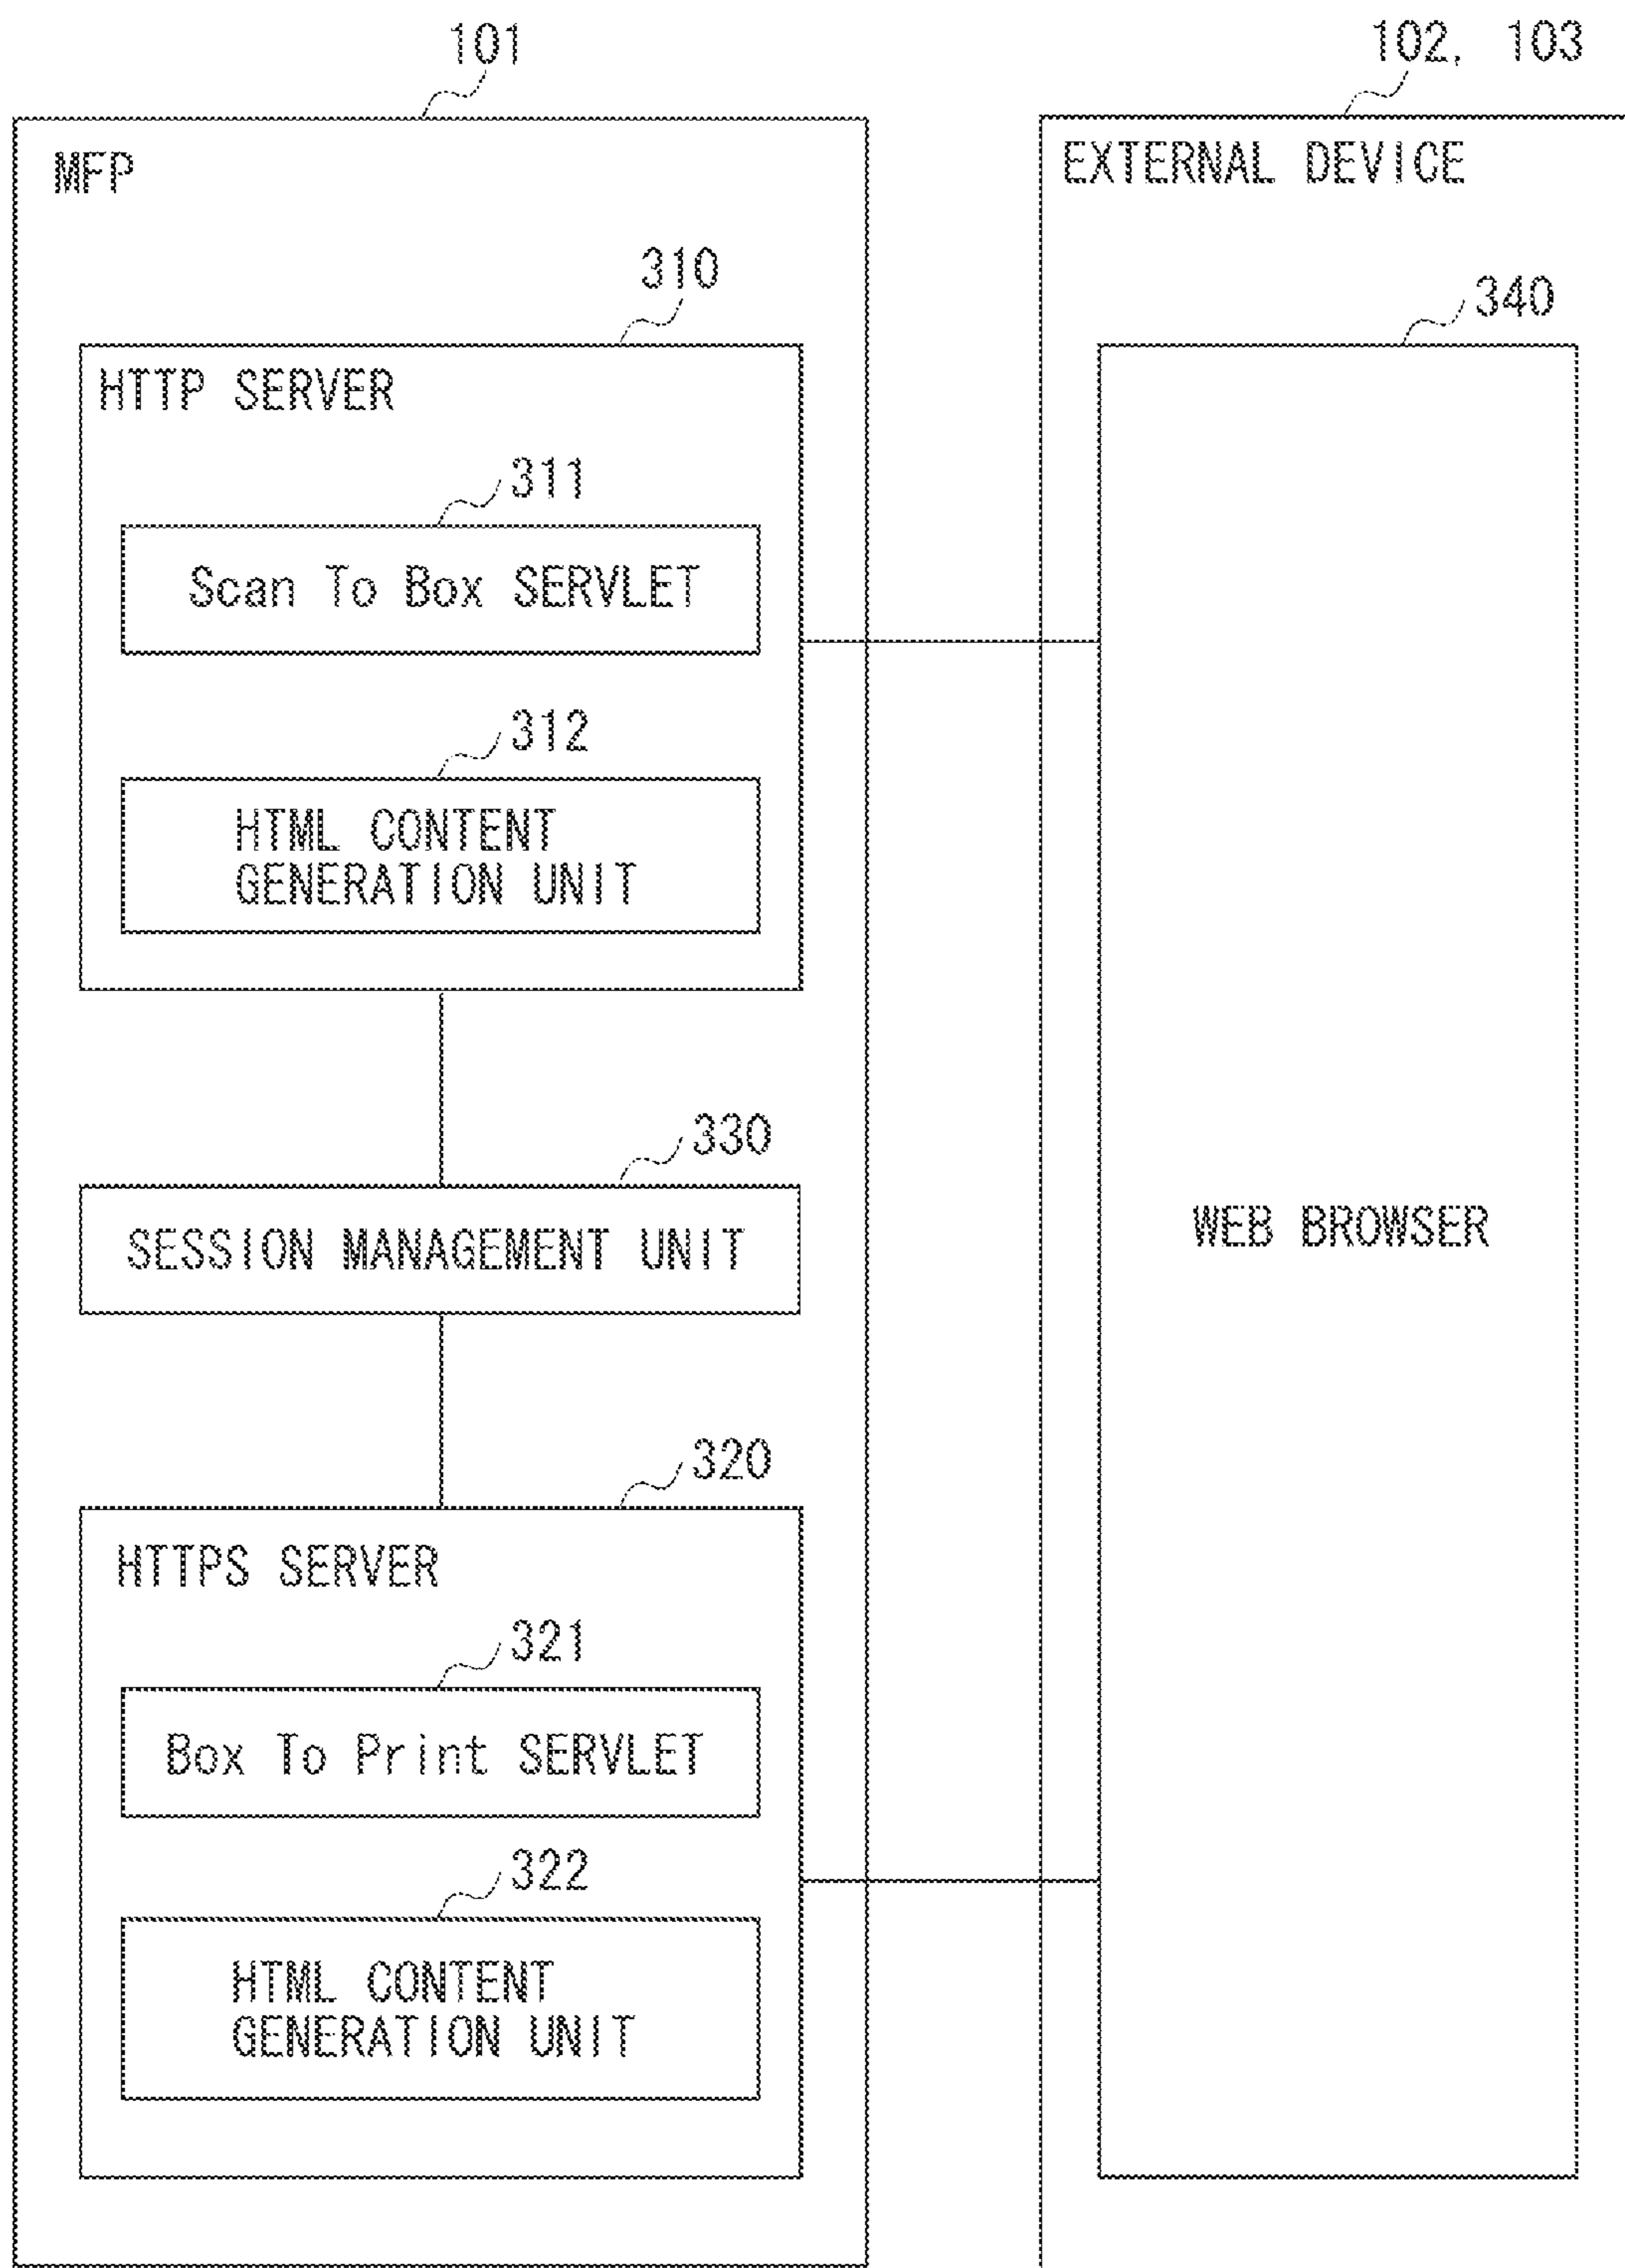 101
102, 103
MFP
EXTERNAL DEVICE
310
340
HTTP SERVER
311
Scan To Box SERVLET
312
HTML CONTENT
GENERATION UNIT
330
SESSION MANAGEMENT UNIT
WEB BROWSER
320
HTTPS SERVER
321
Box To Print SERVLET
322
HTML CONTENT
GENERATION UNIT